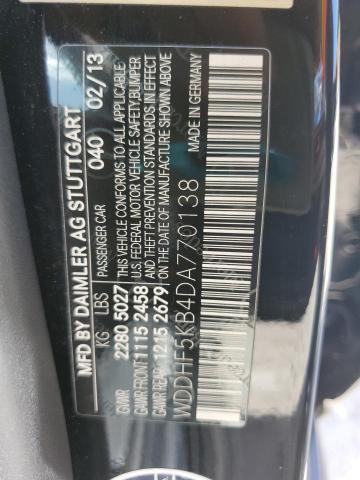 MFD BY DAIMLER AG STUTTGART 040 02/13
KG LBS PASSENGER CAR
GVWR 2280 5027 THIS VEHICLE CONFORMS TO ALL APPLICABLE
GAWR FRONT 1115 2458 U.S. FEDERAL MOTOR VEHICLE SAFETY, BUMPER
GAWR REAR 1215 2679 AND THEFT PREVENTION STANDARDS IN EFFECT
ON THE DATE OF MANUFACTURE SHOWN ABOVE.
WDDHF5KB4DA770138 MADE IN GERMANY